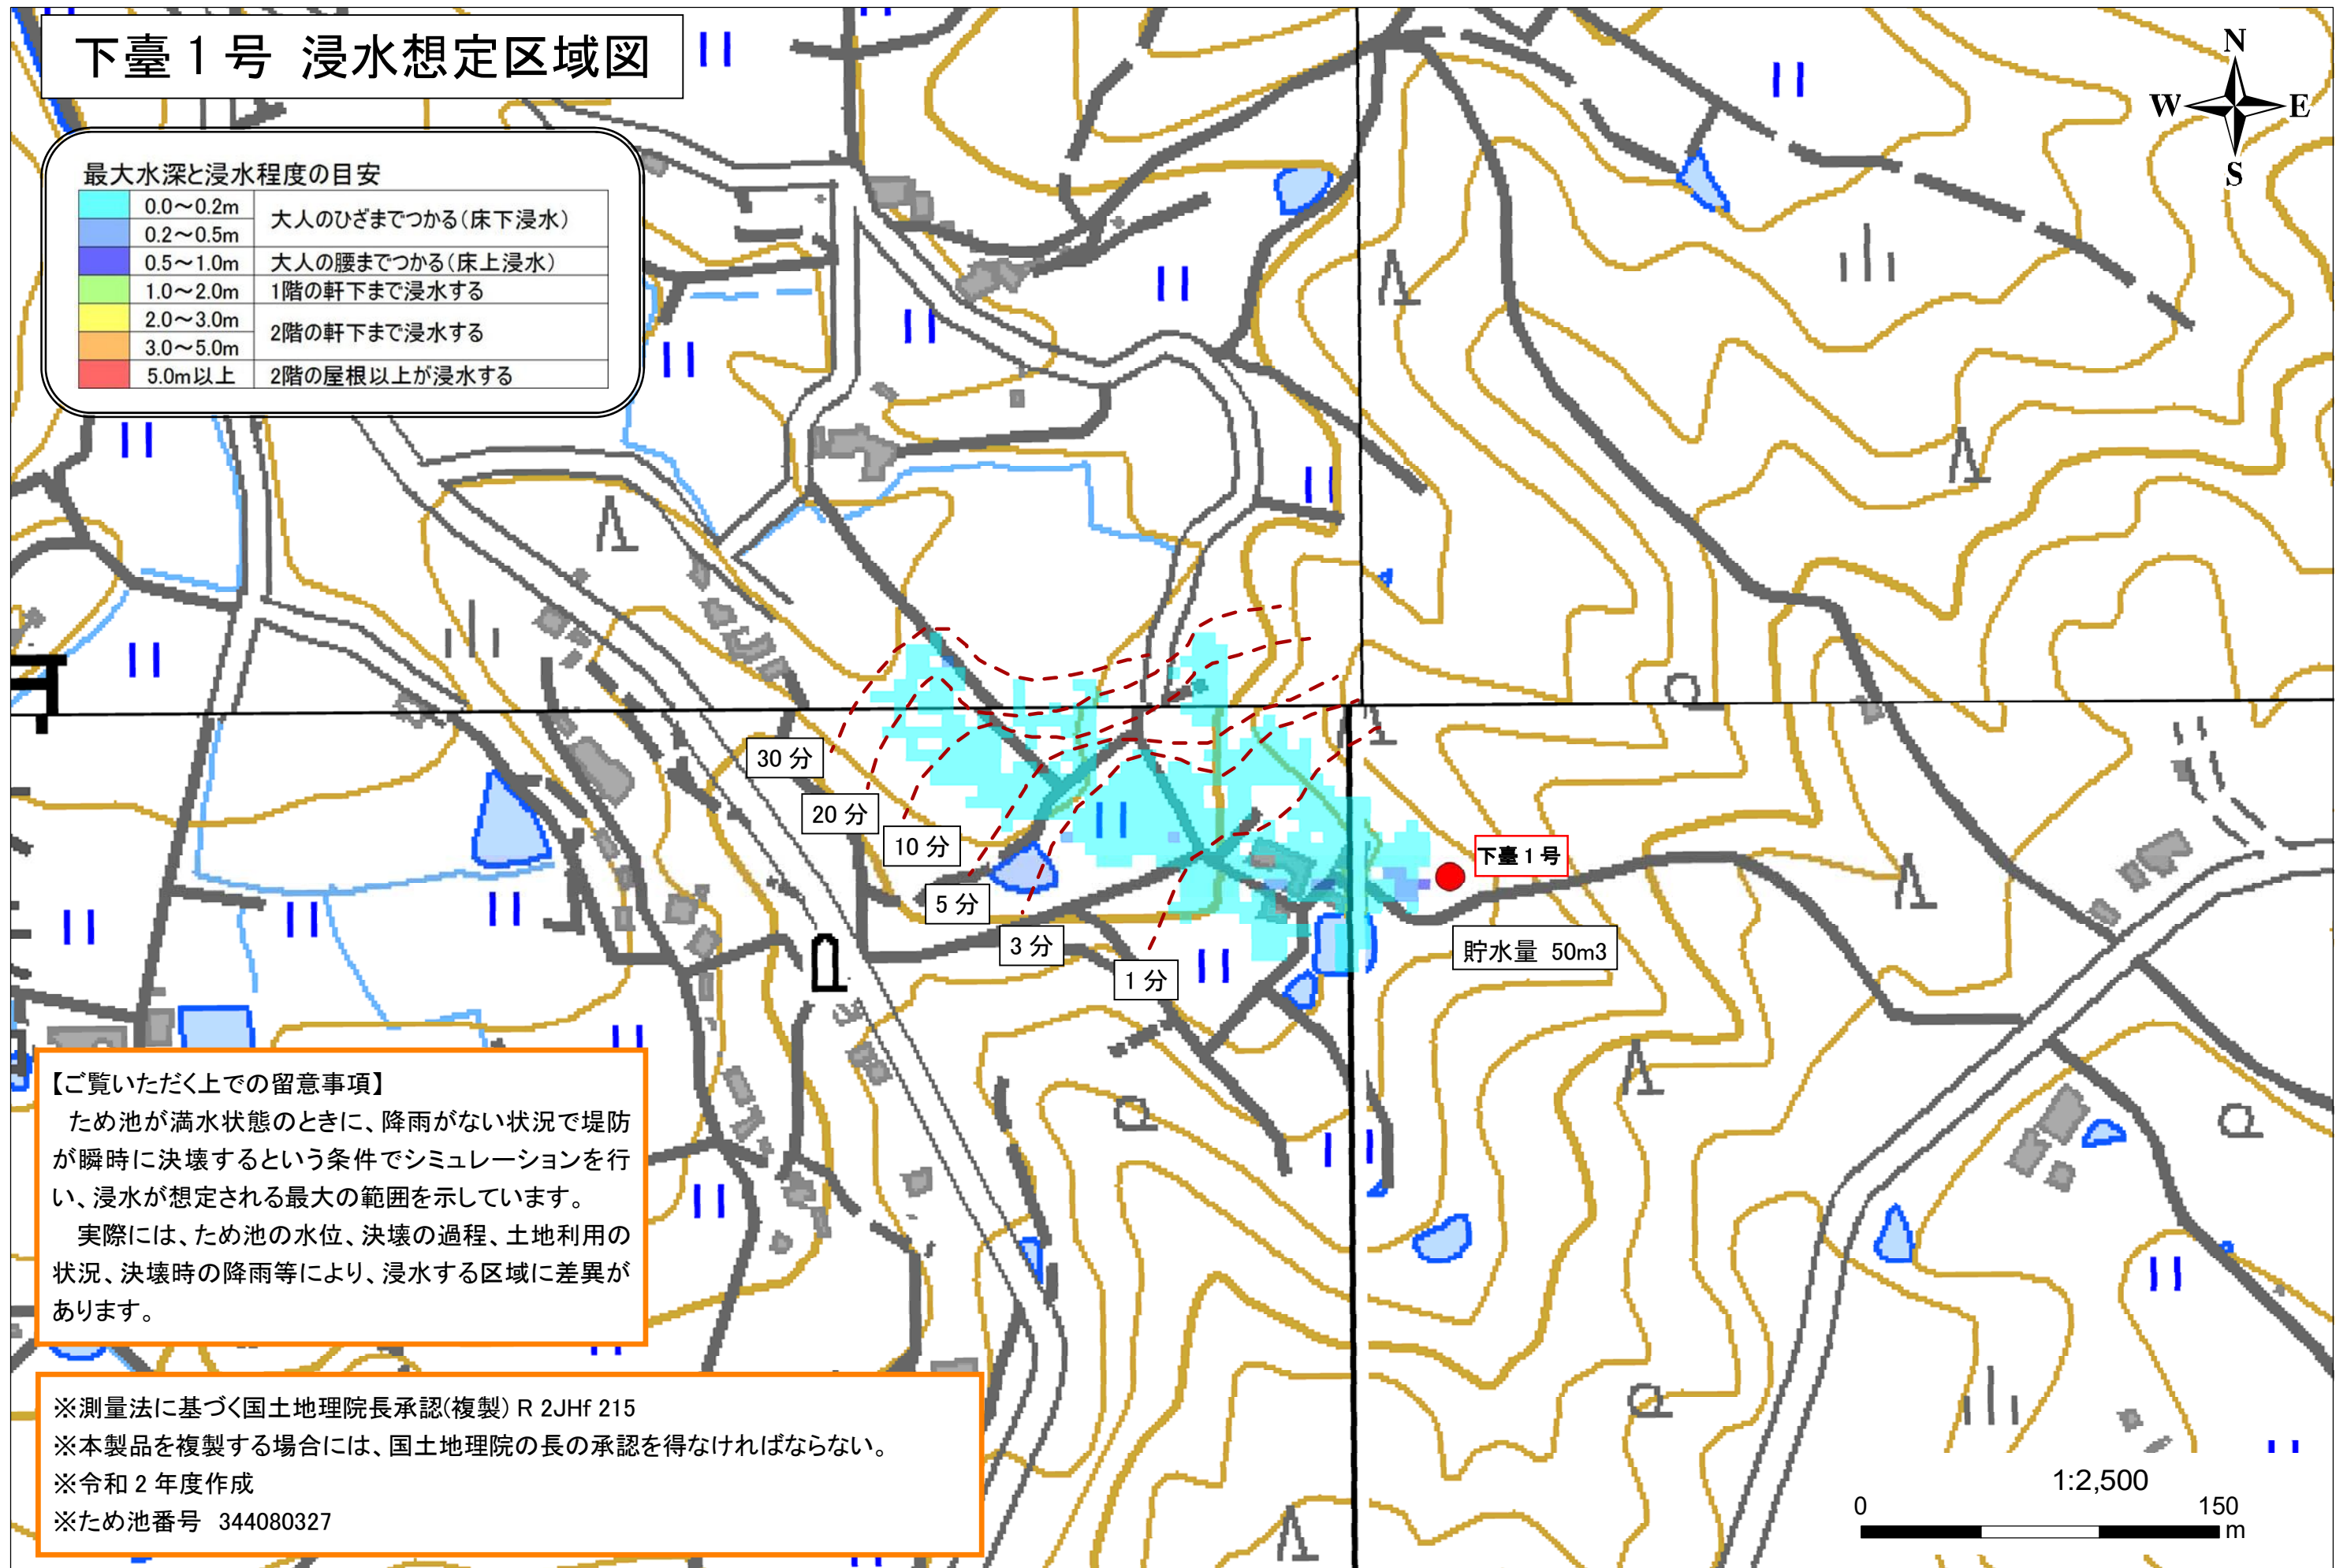 下臺1号 浸水想定区域図
N
W
E
S
最大水深と浸水程度の目安
0.0～0.2m
大人のひざまでつかる(床下浸水)
0.2～0.5m
0.5～1.0m 大人の腰までつかる(床上浸水)
1.0～2.0m 1階の軒下まで浸水する
2.0～3.0m
2階の軒下まで浸水する
3.0～5.0m
5.0m以上 2階の屋根以上が浸水する
30 分
20 分
10 分
5 分
3 分
1 分
下臺1号
貯水量 50m3
【ご覧いただく上での留意事項】
ため池が満水状態のときに、降雨がない状況で堤防
が瞬時に決壊するという条件でシミュレーションを行
い、浸水が想定される最大の範囲を示しています。
実際には、ため池の水位、決壊の過程、土地利用の
状況、決壊時の降雨等により、浸水する区域に差異が
あります。
※測量法に基づく国土地理院長承認(複製) R 2JHf 215
※本製品を複製する場合には、国土地理院の長の承認を得なければならない。
※令和 2 年度作成
※ため池番号 344080327
1:2,500
0 150
m